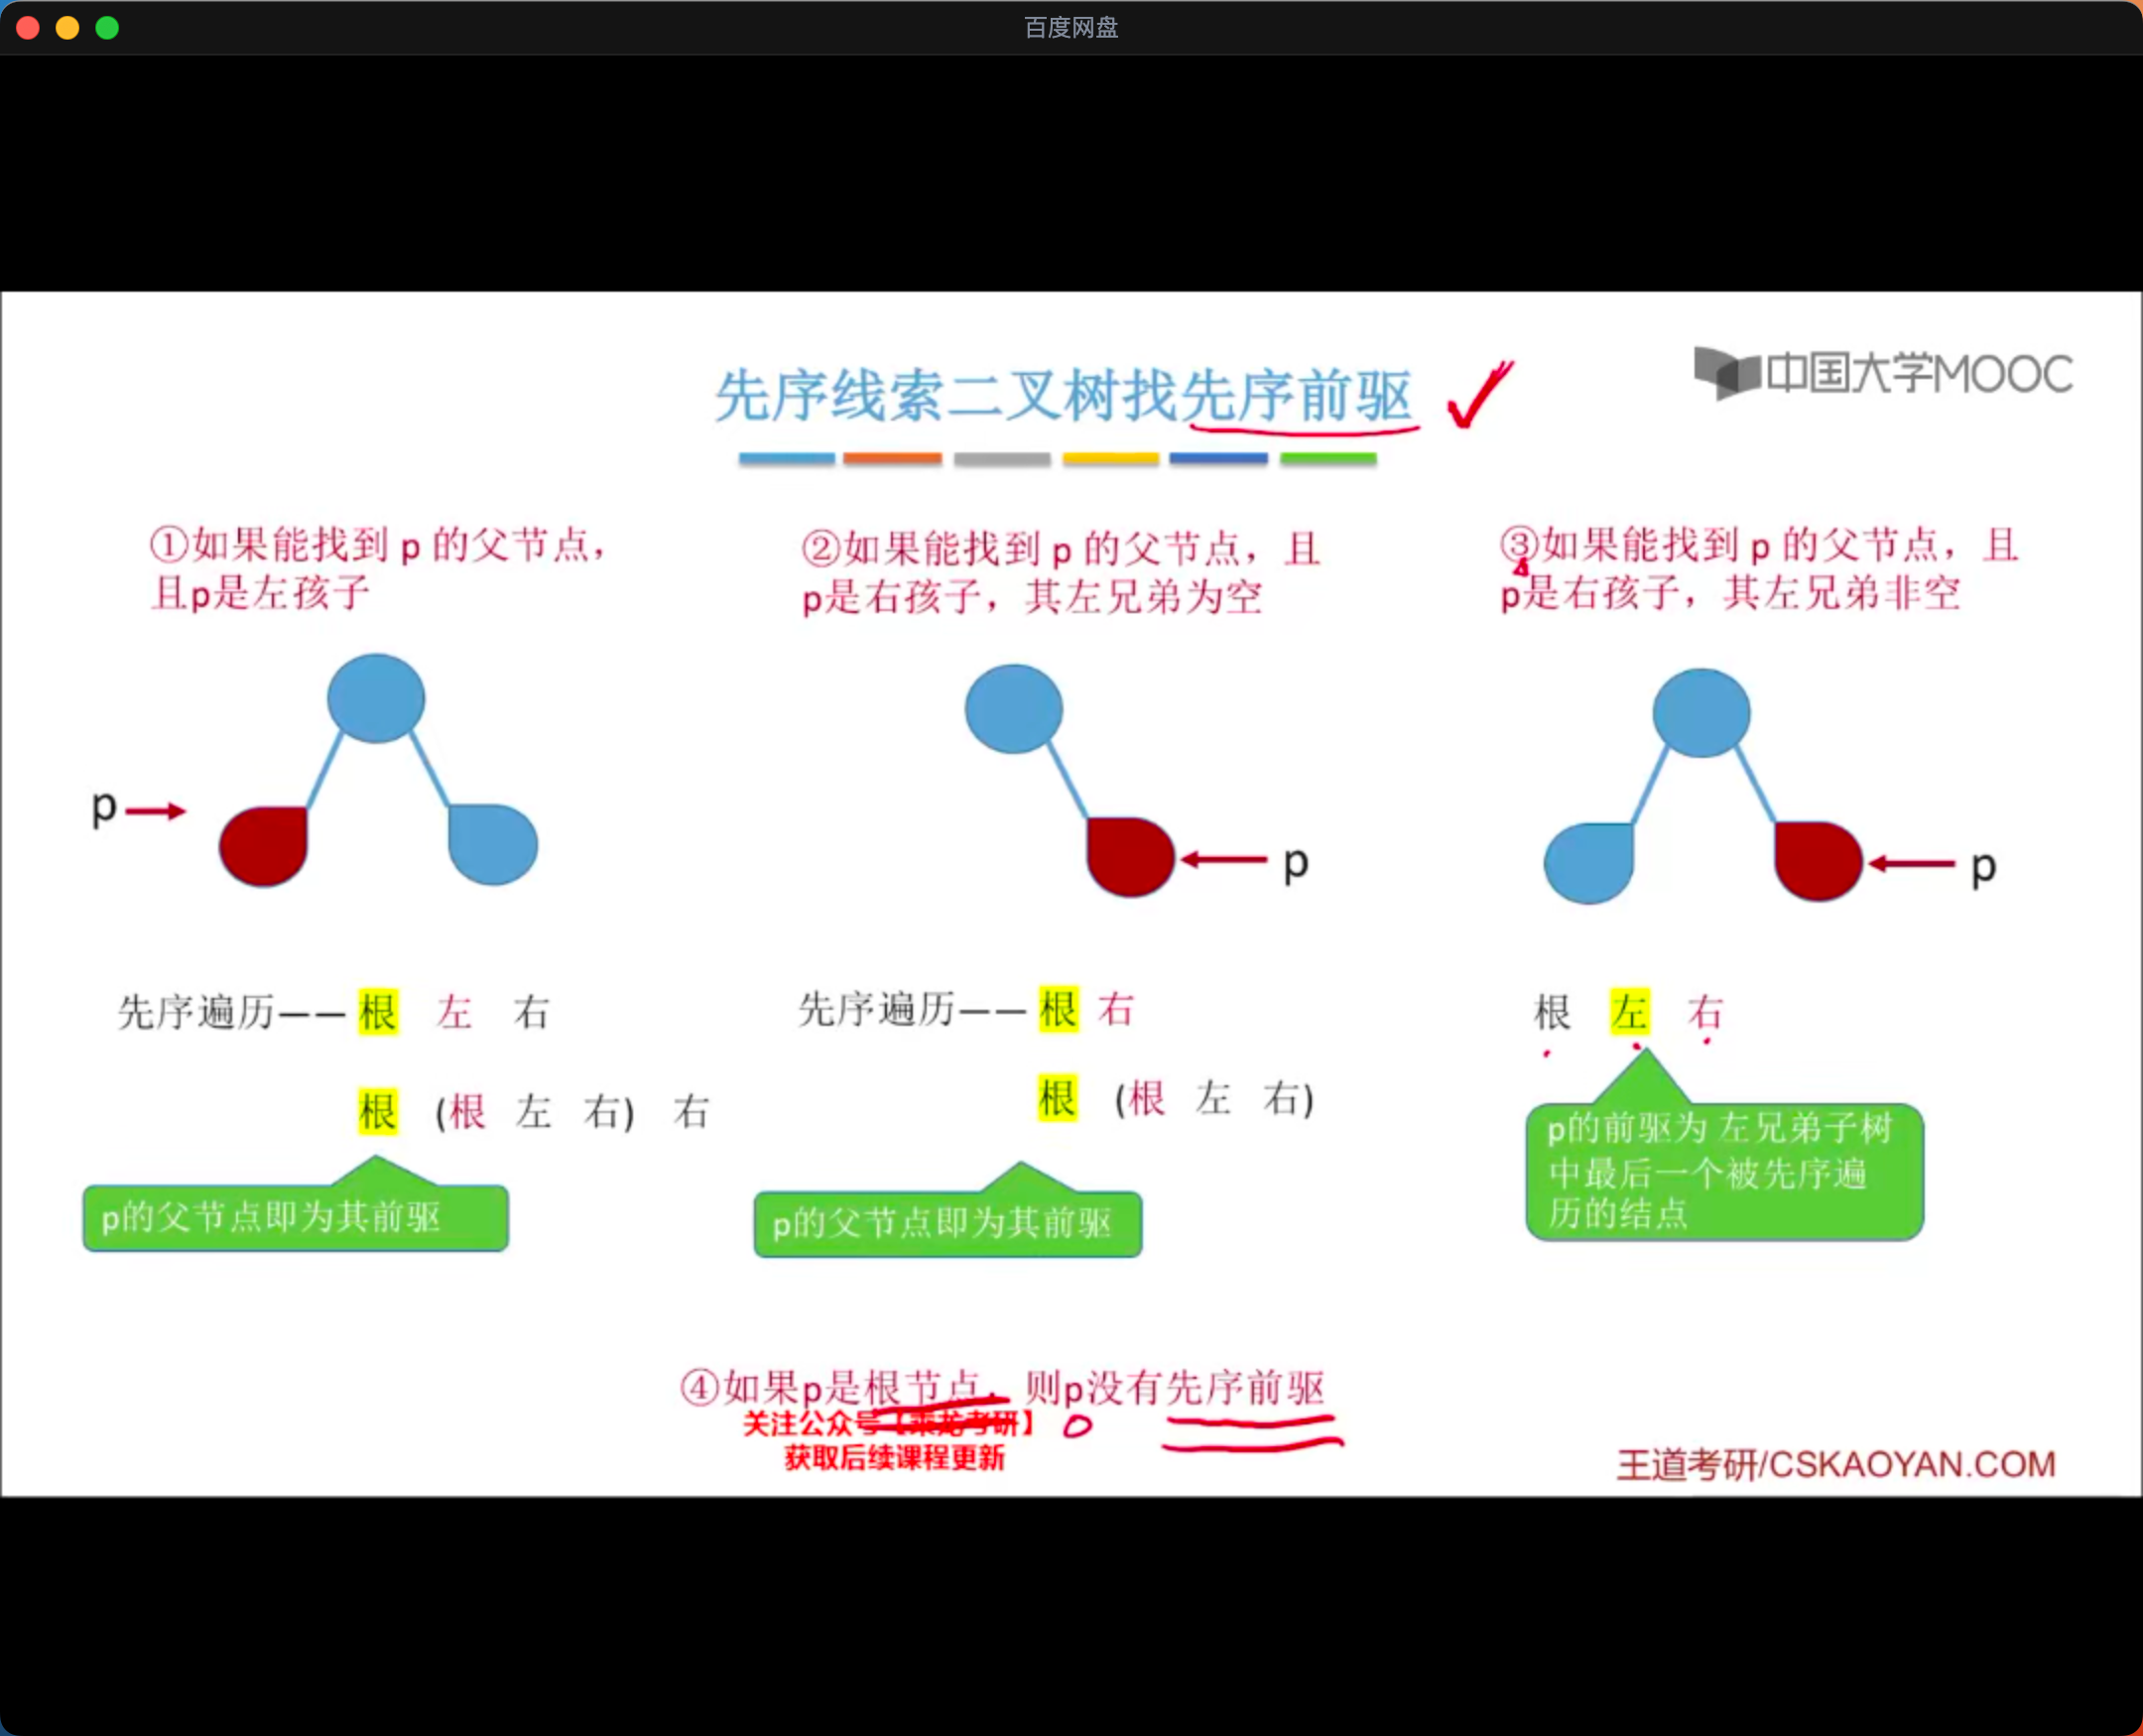 百度网盘
先序线索二叉树找先序前驱
中国大学MOOC
①如果能找到 p 的父节点，
且p是左孩子
②如果能找到 p 的父节点，且
p是右孩子，其左兄弟为空
③如果能找到 p 的父节点，且
p是右孩子，其左兄弟非空
p
p
p
先序遍历—— 根 左 右
根 (根 左 右) 右
p的父节点即为其前驱
先序遍历—— 根 右
根 (根 左 右)
p的父节点即为其前驱
根 左 右
p的前驱为 左兄弟子树
中最后一个被先序遍
历的结点
④如果p是根节点，则p没有先序前驱
关注公众号【乘龙考研】
获取后续课程更新
王道考研/CSKAOYAN.COM